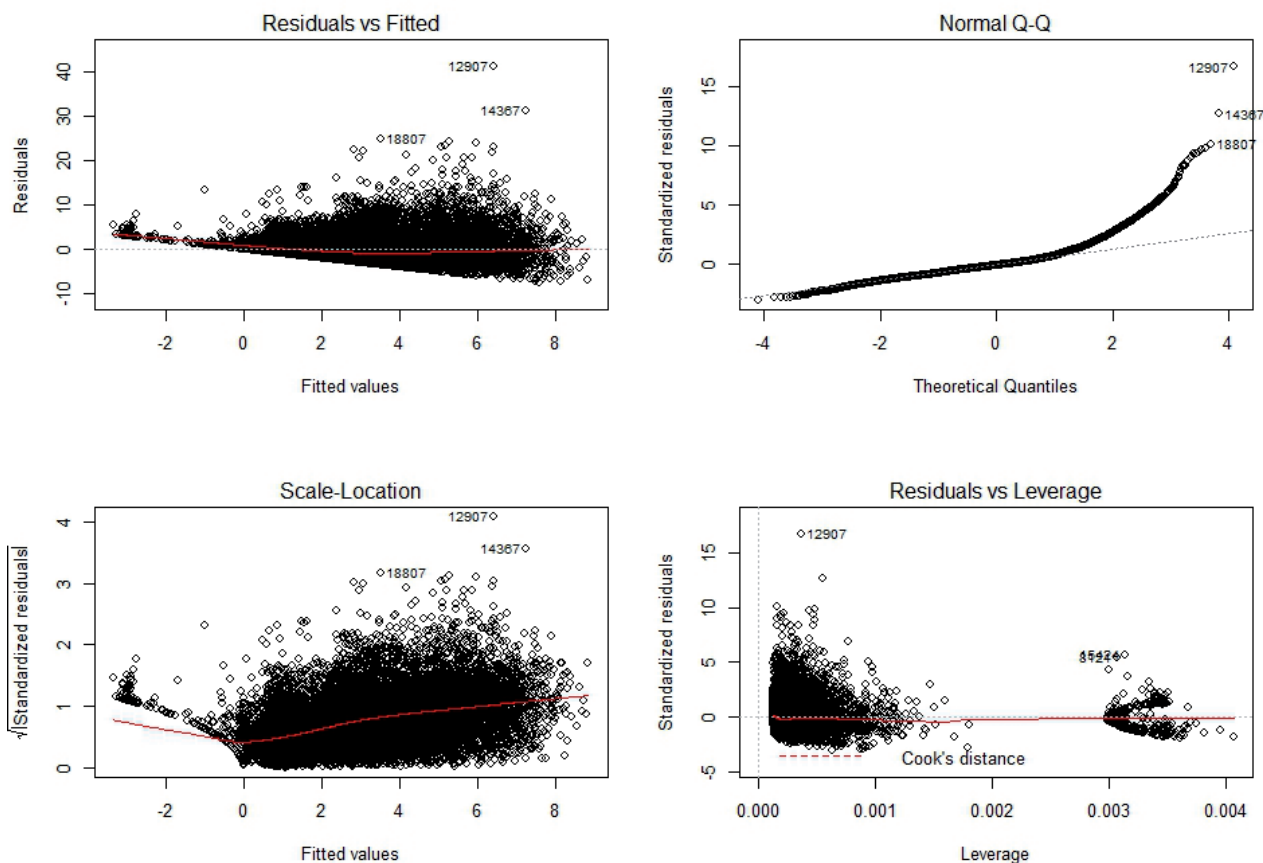 Residuals vs Fitted
Residuals
40
30
20
10
0
-10
12907
14367
18807
-2 0 2 4 6 8
Fitted values
Normal Q-Q
Standardized residuals
15
10
5
0
12907
14367
18807
-4 -2 0 2 4
Theoretical Quantiles
Scale-Location
√|Standardized residuals|
4
3
2
1
0
12907
14367
18807
-2 0 2 4 6 8
Fitted values
Residuals vs Leverage
Standardized residuals
15
10
5
0
-5
12907
Cook's distance
0.000 0.001 0.002 0.003 0.004
Leverage